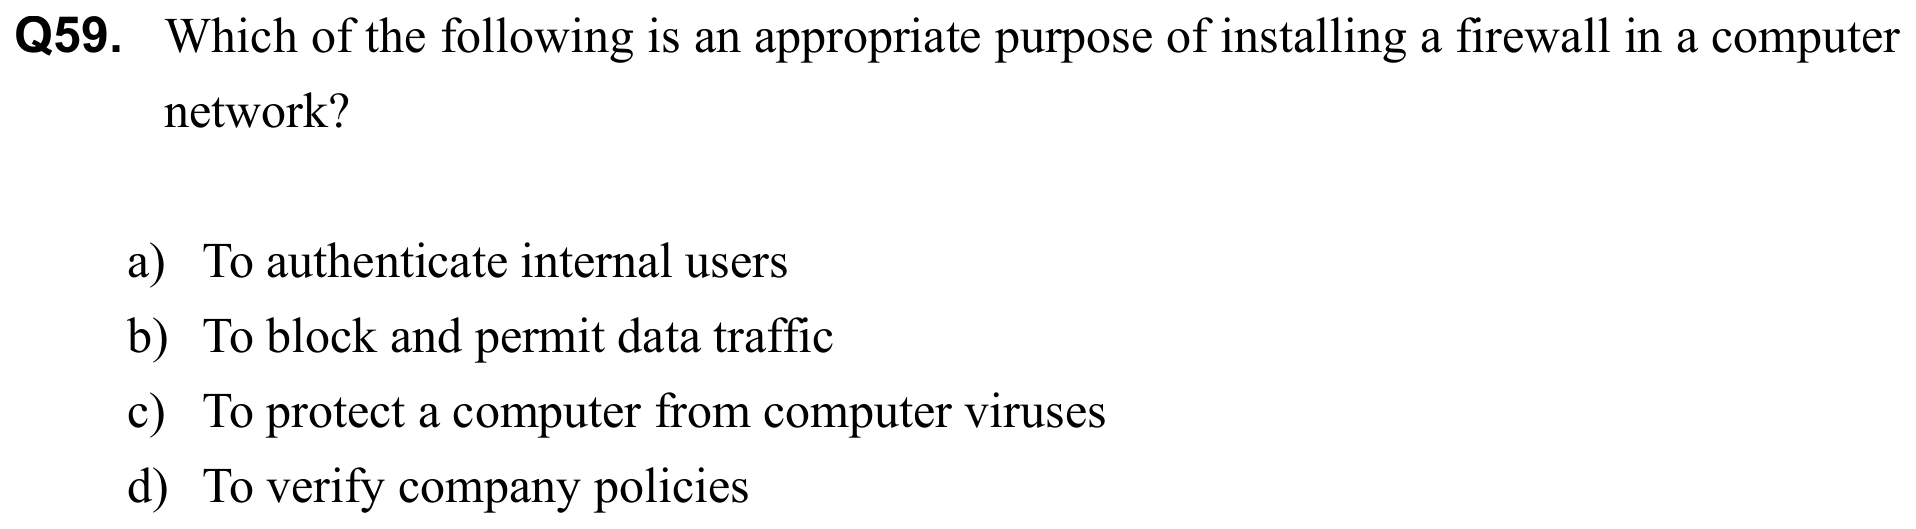 Q59. Which of the following is an appropriate purpose of installing a firewall in a computer
network?
a) To authenticate internal users
b) To block and permit data traffic
c) To protect a computer from computer viruses
d) To verify company policies